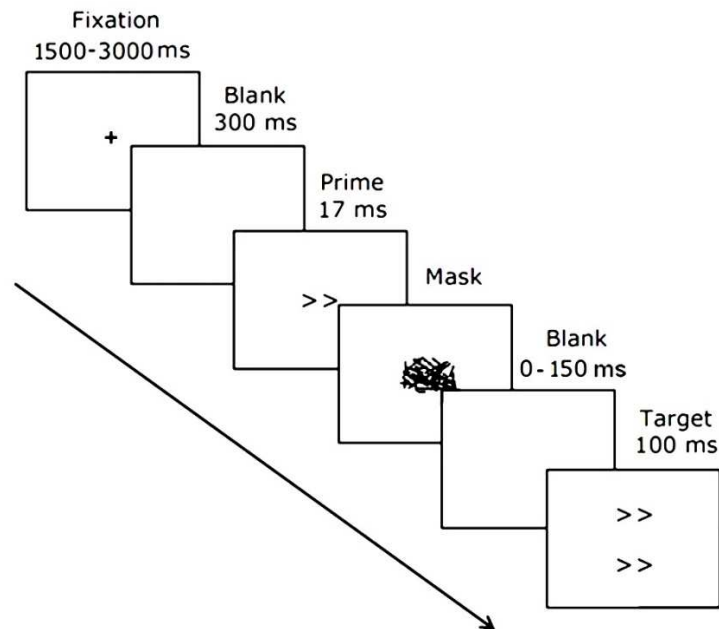 Fixation
1500-3000 ms
+
Blank
300 ms
Prime
17 ms
>>
Mask
Blank
0-150 ms
Target
100 ms
>>
>>